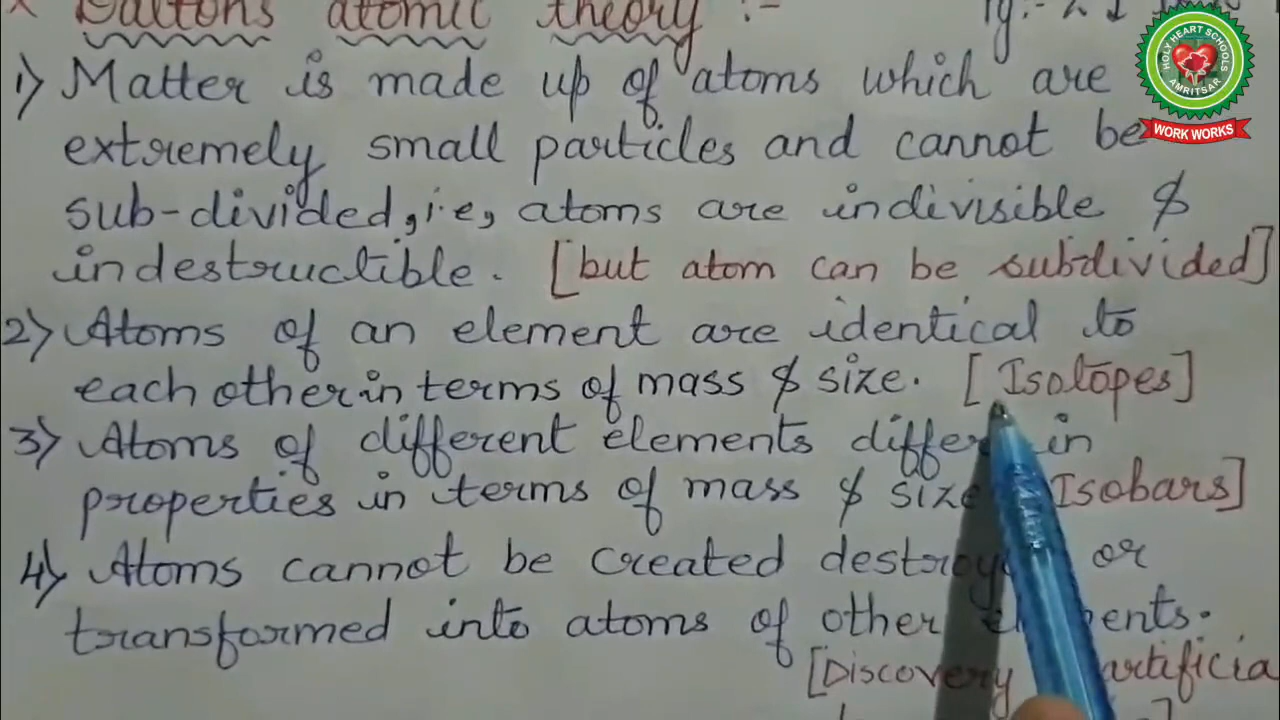 Daltons atomic theory :-
1) Matter is made up of atoms which are
extremely small particles and cannot be
sub-divided, i.e, atoms are indivisible &
indestructible. [but atom can be subdivided]
2) Atoms of an element are identical to
each other in terms of mass & size. [Isotopes]
3) Atoms of different elements differ in
properties in terms of mass & size Isobars]
4) Atoms cannot be created destroy or
transformed into atoms of other ents.
[Discovery artificia
HOLY HEART SCHOOLS
AMRITSAR
WORK WORKS